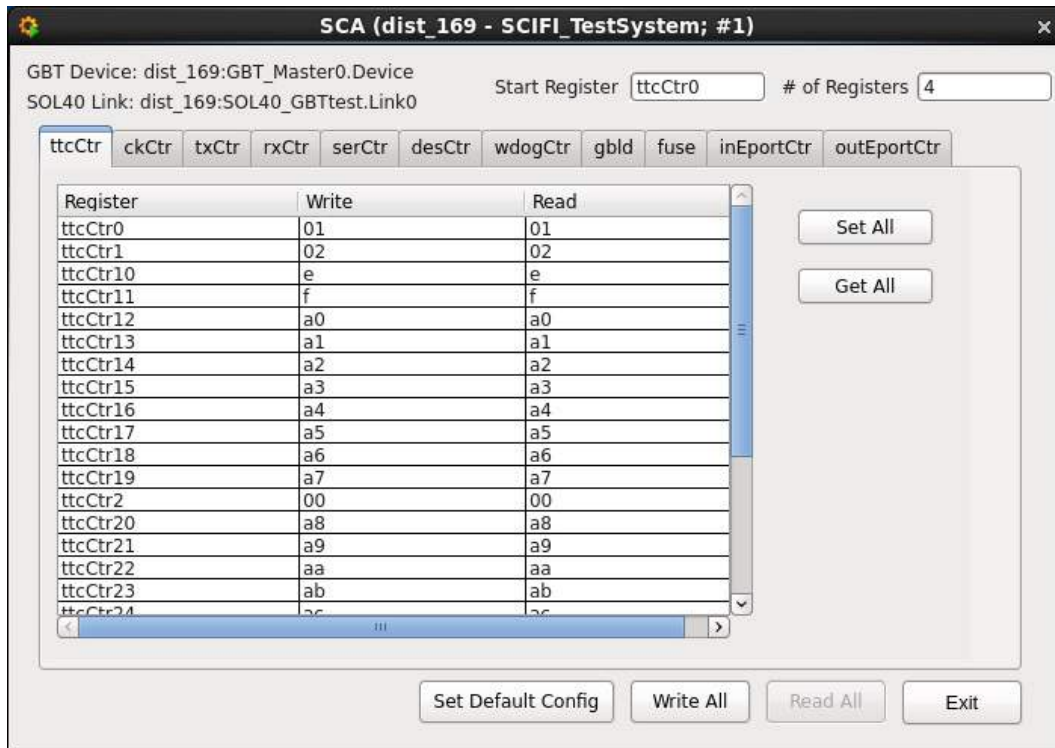 SCA (dist_169 - SCIFI_TestSystem; #1)
GBT Device: dist_169:GBT_Master0.Device
SOL40 Link: dist_169:SOL40_GBTtest.Link0
Start Register ttcCtr0 # of Registers 4
ttcCtr ckCtr txCtr rxCtr serCtr desCtr wdogCtr gbld fuse inEportCtr outEportCtr
Register Write Read
ttcCtr0 01 01
ttcCtr1 02 02
ttcCtr10 e e
ttcCtr11 f f
ttcCtr12 a0 a0
ttcCtr13 a1 a1
ttcCtr14 a2 a2
ttcCtr15 a3 a3
ttcCtr16 a4 a4
ttcCtr17 a5 a5
ttcCtr18 a6 a6
ttcCtr19 a7 a7
ttcCtr2 00 00
ttcCtr20 a8 a8
ttcCtr21 a9 a9
ttcCtr22 aa aa
ttcCtr23 ab ab
ttcCtr24 ac ac
Set All
Get All
Set Default Config Write All Read All Exit